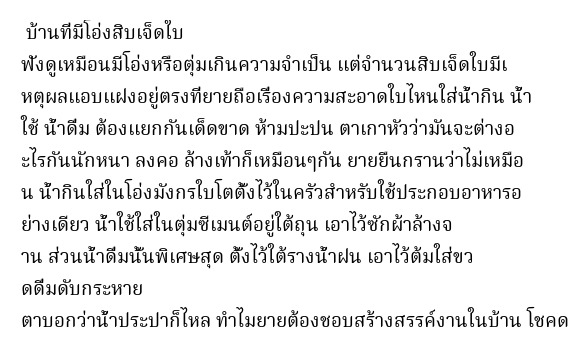 บ้านที่มีโอ่งสิบเจ็ดใบ
ฟังดูเหมือนมีโอ่งหรือตุ่มเกินความจำเป็น แต่จำนวนสิบเจ็ดใบมีเ
หตุผลแอบแฝงอยู่ตรงที่ยายถือเรื่องความสะอาดใบไหนใส่น้ำกิน น้ำ
ใช้ น้ำดื่ม ต้องแยกกันเด็ดขาด ห้ามปะปน ตาเกาหัวว่ามันจะต่างอ
ะไรกันนักหนา ลงคอ ล้างเท้าก็เหมือนๆกัน ยายยืนกรานว่าไม่เหมือ
น น้ำกินใส่ในโอ่งมังกรใบโตตั้งไว้ในครัวสำหรับใช้ประกอบอาหารอ
ย่างเดียว น้ำใช้ใส่ในตุ่มซีเมนต์อยู่ใต้ถุน เอาไว้ซักผ้าล้างจ
าน ส่วนน้ำดื่มนั้นพิเศษสุด ตั้งไว้ใต้รางน้ำฝน เอาไว้ต้มใส่ขว
ดดื่มดับกระหาย
ตาบอกว่าน้ำประปาก็ไหล ทำไมยายต้องชอบสร้างสรรค์งานในบ้าน โชคด